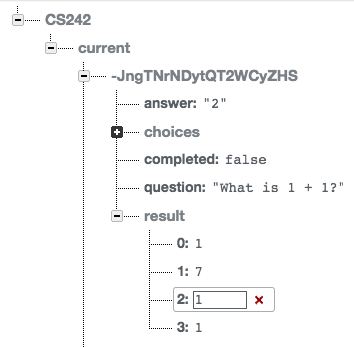 CS242
current
-JngTNrNDytQT2WCyZHS
answer: "2"
choices
completed: false
question: "What is 1 + 1?"
result
0: 1
1: 7
2: 1
3: 1